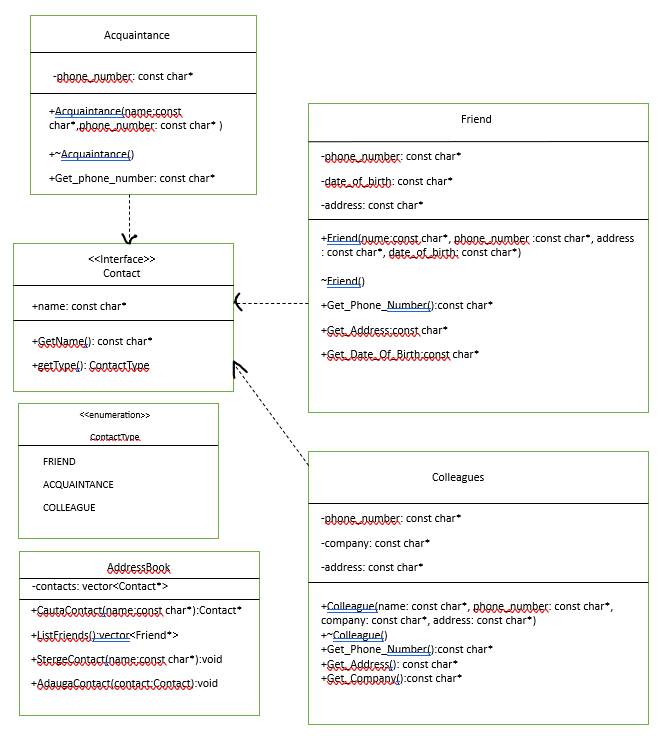 Acquaintance
-phone_number: const char*
+Acquaintance(name:const
char*,phone_number: const char* )
+~Acquaintance()
+Get_phone_number: const char*
<<Interface>>
Contact
+name: const char*
+GetName(): const char*
+getType(): ContactType
<<enumeration>>
ContactType
FRIEND
ACQUAINTANCE
COLLEAGUE
AddressBook
-contacts: vector<Contact*>
+CautaContact(name:const char*):Contact*
+ListFriends():vector<Friend*>
+StergeContact(name:const char*):void
+AdaugaContact(contact:Contact):void
Friend
-phone_number: const char*
-date_of_birth: const char*
-address: const char*
+Friend(name:const char*, phone_number :const char*, address
: const char*, date_of_birth: const char*)
~Friend()
+Get_Phone_Number():const char*
+Get_Address:const char*
+Get_Date_Of_Birth:const char*
Colleagues
-phone_number: const char*
-company: const char*
-address: const char*
+Colleague(name: const char*, phone_number: const char*,
company: const char*, address: const char*)
+~Colleague()
+Get_Phone_Number():const char*
+Get_Address(): const char*
+Get_Company():const char*